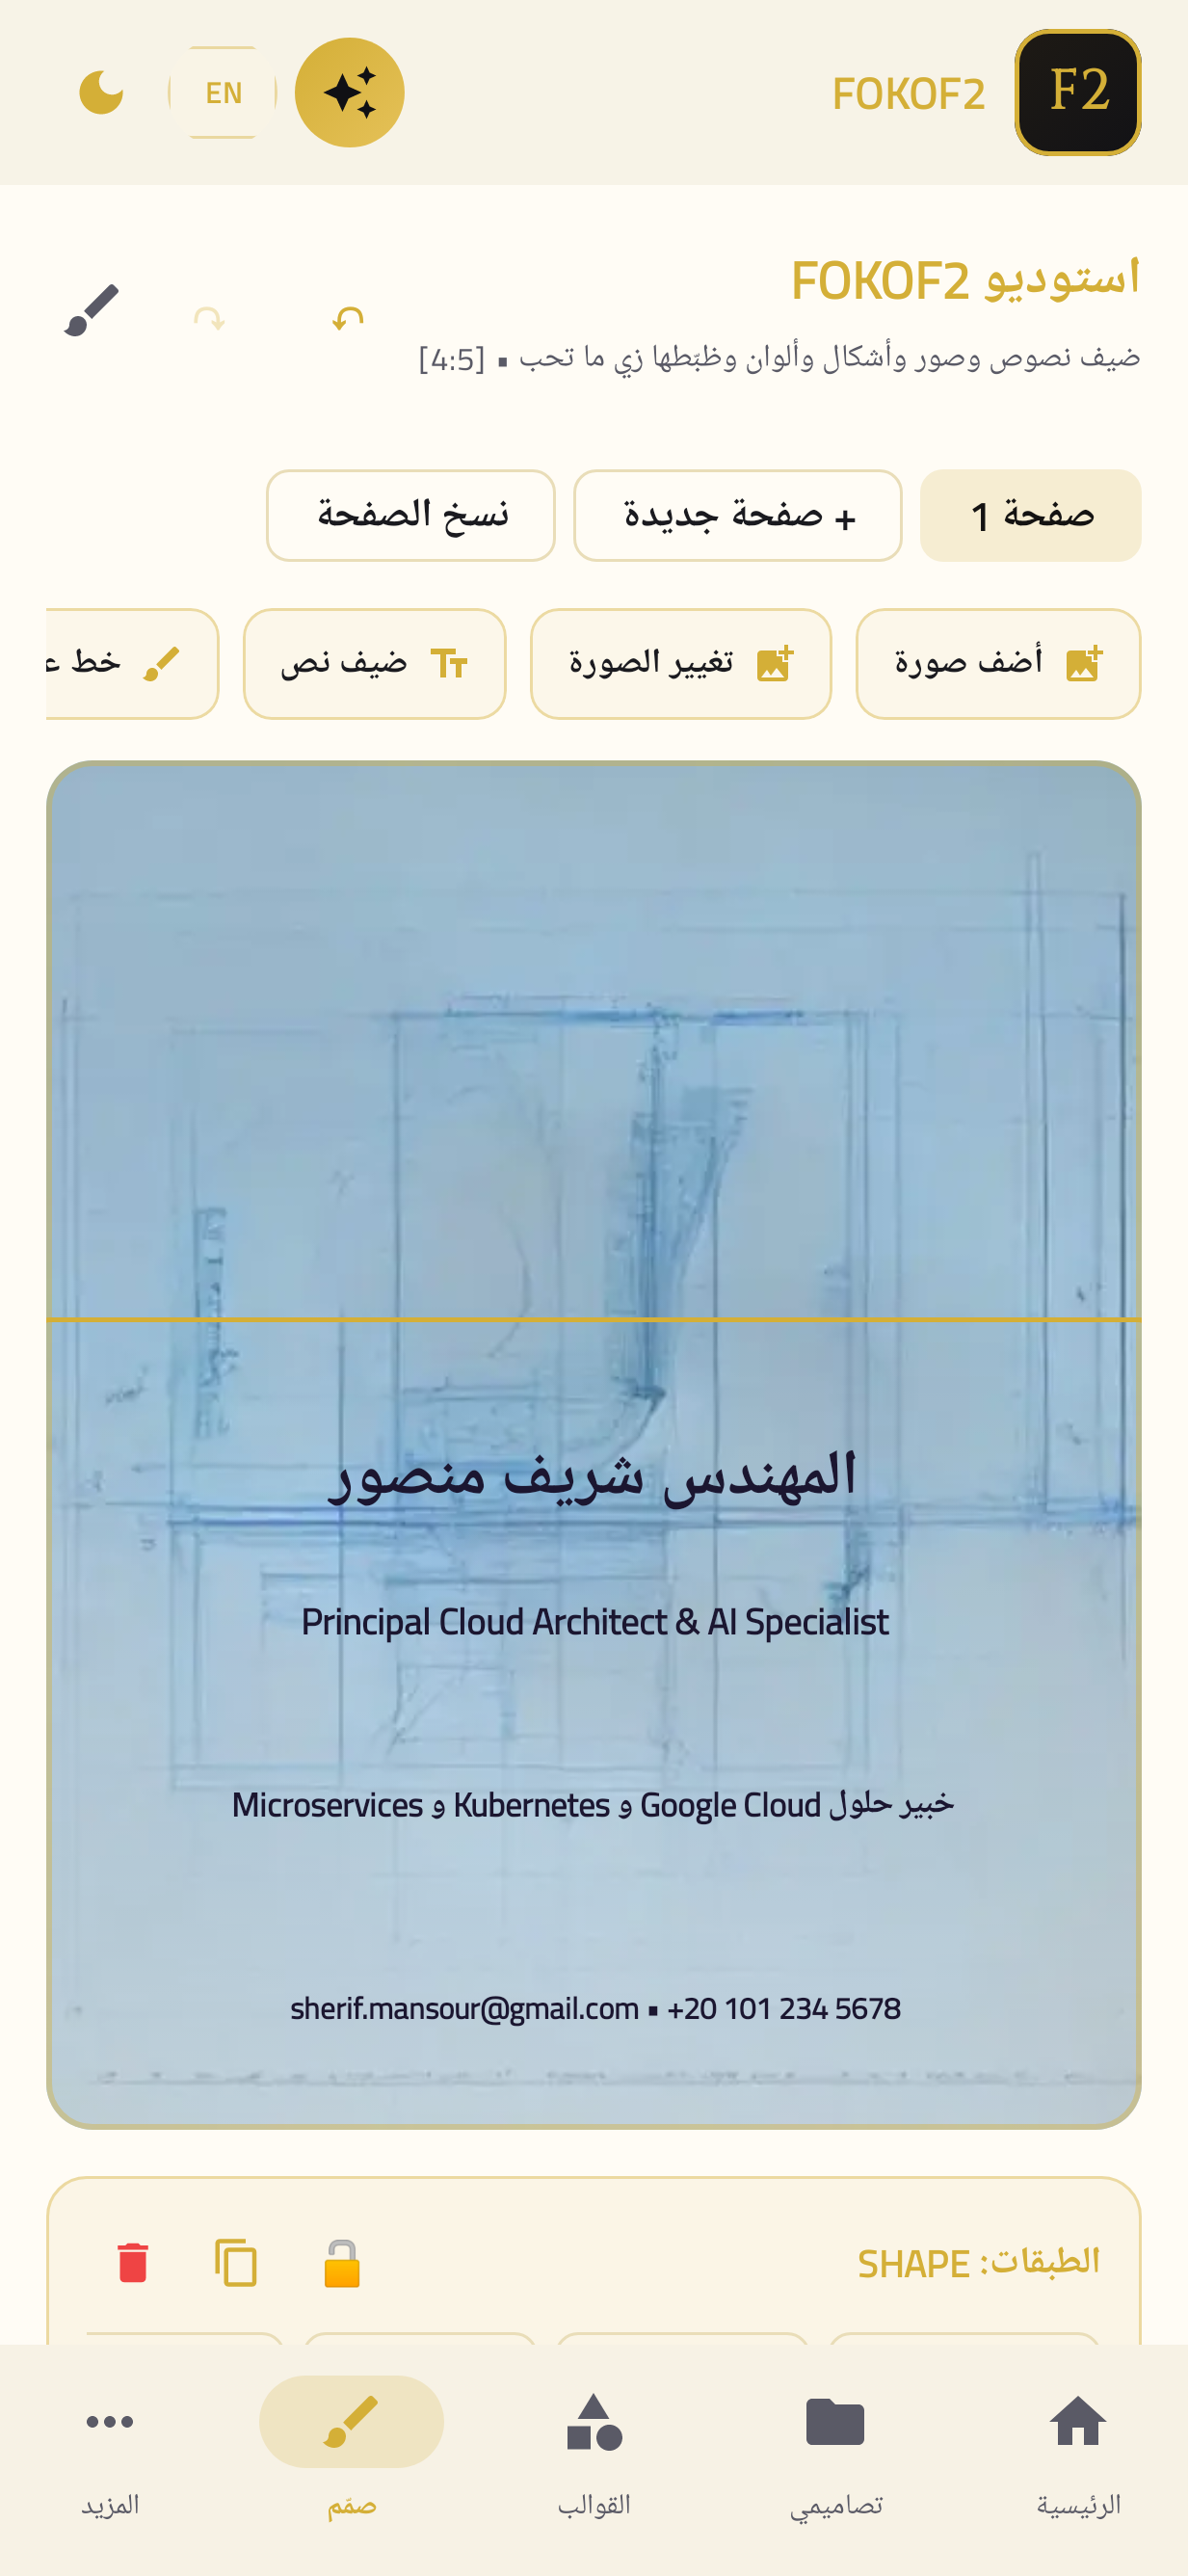 F2
FOKOF2
EN
استوديو FOKOF2
ضيف نصوص وصور وأشكال وألوان وظبّطها زي ما تحب ▪ [4:5]
صفحة 1
+ صفحة جديدة
نسخ الصفحة
أضف صورة
تغيير الصورة
ضيف نص
خط ع
المهندس شريف منصور
Principal Cloud Architect & AI Specialist
خبير حلول Google Cloud و Kubernetes و Microservices
sherif.mansour@gmail.com ▪ +20 101 234 5678
الطبقات: SHAPE
الرئيسية
تصاميمي
القوالب
صمّم
المزيد